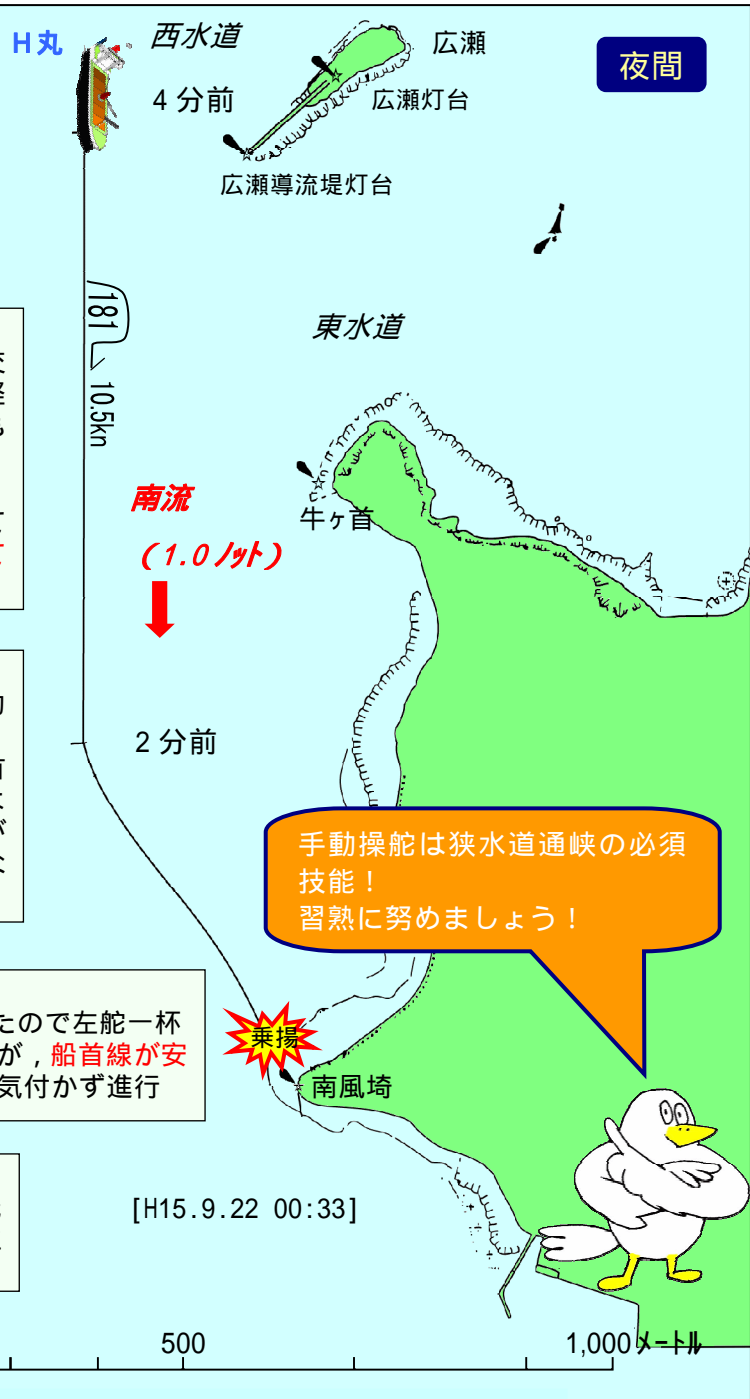 H丸
西水道
広瀬
夜間
4分前
広瀬灯台
広瀬導流堤灯台
181
10.5kn
東水道
南流
(1.0ノット)
牛ヶ首
2分前
手動操舵は狭水道通峡の必須
技能!
習熟に努めましょう!
たので左舵一杯
が,船首線が安
気付かず進行
乗揚
南風埼
[H15.9.22 00:33]
500
1,000メートル